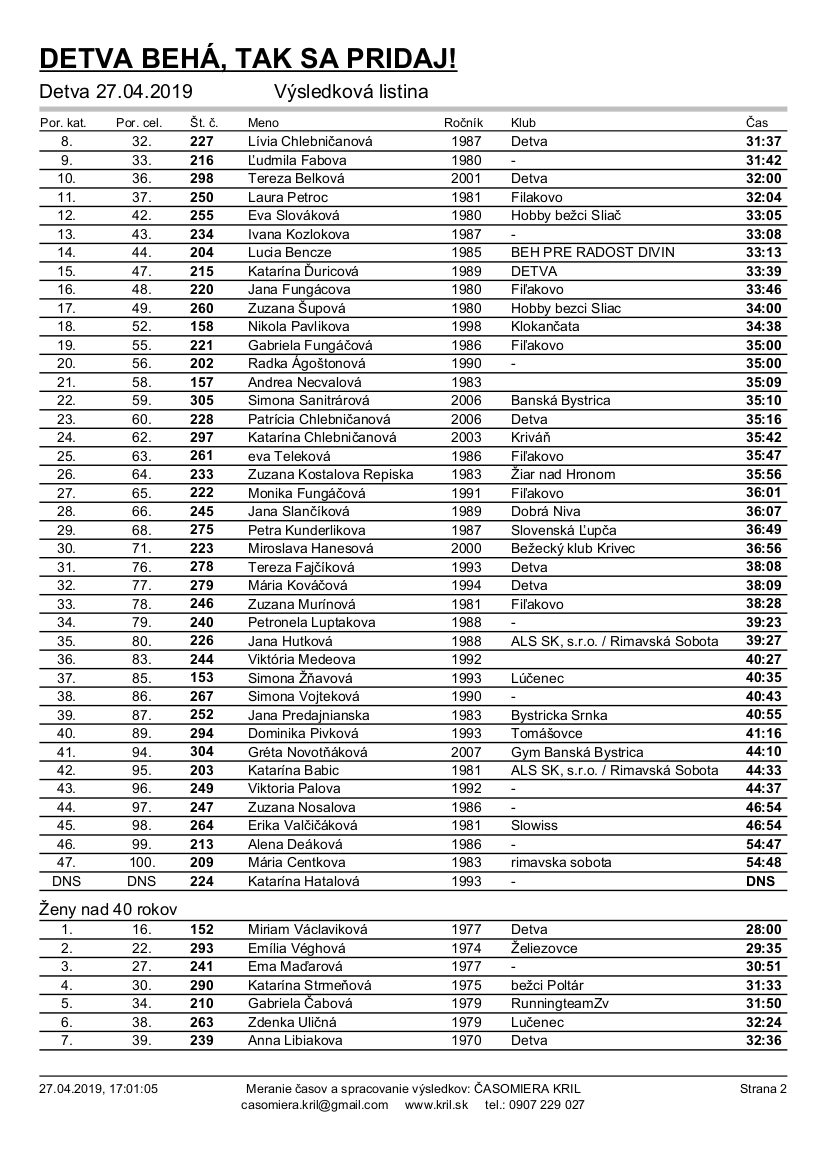 DETVA BEHÁ, TAK SA PRIDAJ!
Detva 27.04.2019 Výsledková listina
Por. kat. Por. cel. Št. č. Meno Ročník Klub Čas
8. 32. 227 Lívia Chlebničanová 1987 Detva 31:37
9. 33. 216 Ľudmila Fabova 1980 - 31:42
10. 36. 298 Tereza Belková 2001 Detva 32:00
11. 37. 250 Laura Petroc 1981 Filakovo 32:04
12. 42. 255 Eva Slováková 1980 Hobby bežci Sliač 33:05
13. 43. 234 Ivana Kozlokova 1987 - 33:08
14. 44. 204 Lucia Bencze 1985 BEH PRE RADOST DIVIN 33:13
15. 47. 215 Katarína Ďuricová 1989 DETVA 33:39
16. 48. 220 Jana Fungácova 1980 Fiľakovo 33:46
17. 49. 260 Zuzana Šupová 1980 Hobby bezci Sliac 34:00
18. 52. 158 Nikola Pavlikova 1998 Klokančata 34:38
19. 55. 221 Gabriela Fungáčová 1986 Fiľakovo 35:00
20. 56. 202 Radka Ágoštonová 1990 - 35:00
21. 58. 157 Andrea Necvalová 1983 35:09
22. 59. 305 Simona Sanitrárová 2006 Banská Bystrica 35:10
23. 60. 228 Patrícia Chlebničanová 2006 Detva 35:16
24. 62. 297 Katarína Chlebničanová 2003 Kriváň 35:42
25. 63. 261 eva Teleková 1986 Fiľakovo 35:47
26. 64. 233 Zuzana Kostalova Repiska 1983 Žiar nad Hronom 35:56
27. 65. 222 Monika Fungáčová 1991 Fiľakovo 36:01
28. 66. 245 Jana Slančíková 1989 Dobrá Niva 36:07
29. 68. 275 Petra Kunderlikova 1987 Slovenská Ľupča 36:49
30. 71. 223 Miroslava Hanesová 2000 Bežecký klub Krivec 36:56
31. 76. 278 Tereza Fajčíková 1993 Detva 38:08
32. 77. 279 Mária Kováčová 1994 Detva 38:09
33. 78. 246 Zuzana Murínová 1981 Fiľakovo 38:28
34. 79. 240 Petronela Luptakova 1988 - 39:23
35. 80. 226 Jana Hutková 1988 ALS SK, s.r.o. / Rimavská Sobota 39:27
36. 83. 244 Viktória Medeova 1992 40:27
37. 85. 153 Simona Žňavová 1993 Lúčenec 40:35
38. 86. 267 Simona Vojteková 1990 - 40:43
39. 87. 252 Jana Predajnianska 1983 Bystricka Srnka 40:55
40. 89. 294 Dominika Pivková 1993 Tomášovce 41:16
41. 94. 304 Gréta Novotňáková 2007 Gym Banská Bystrica 44:10
42. 95. 203 Katarína Babic 1981 ALS SK, s.r.o. / Rimavská Sobota 44:33
43. 96. 249 Viktoria Palova 1992 - 44:37
44. 97. 247 Zuzana Nosalova 1986 - 46:54
45. 98. 264 Erika Valčičáková 1981 Slowiss 46:54
46. 99. 213 Alena Deáková 1986 - 54:47
47. 100. 209 Mária Centkova 1983 rimavska sobota 54:48
DNS DNS 224 Katarína Hatalová 1993 - DNS
Ženy nad 40 rokov
1. 16. 152 Miriam Václaviková 1977 Detva 28:00
2. 22. 293 Emília Véghová 1974 Želiezovce 29:35
3. 27. 241 Ema Maďarová 1977 - 30:51
4. 30. 290 Katarína Strmeňová 1975 bežci Poltár 31:33
5. 34. 210 Gabriela Čabová 1979 RunningteamZv 31:50
6. 38. 263 Zdenka Uličná 1979 Lučenec 32:24
7. 39. 239 Anna Libiakova 1970 Detva 32:36
27.04.2019, 17:01:05 Meranie časov a spracovanie výsledkov: ČASOMIERA KRIL Strana 2
casomiera.kril@gmail.com www.kril.sk tel.: 0907 229 027